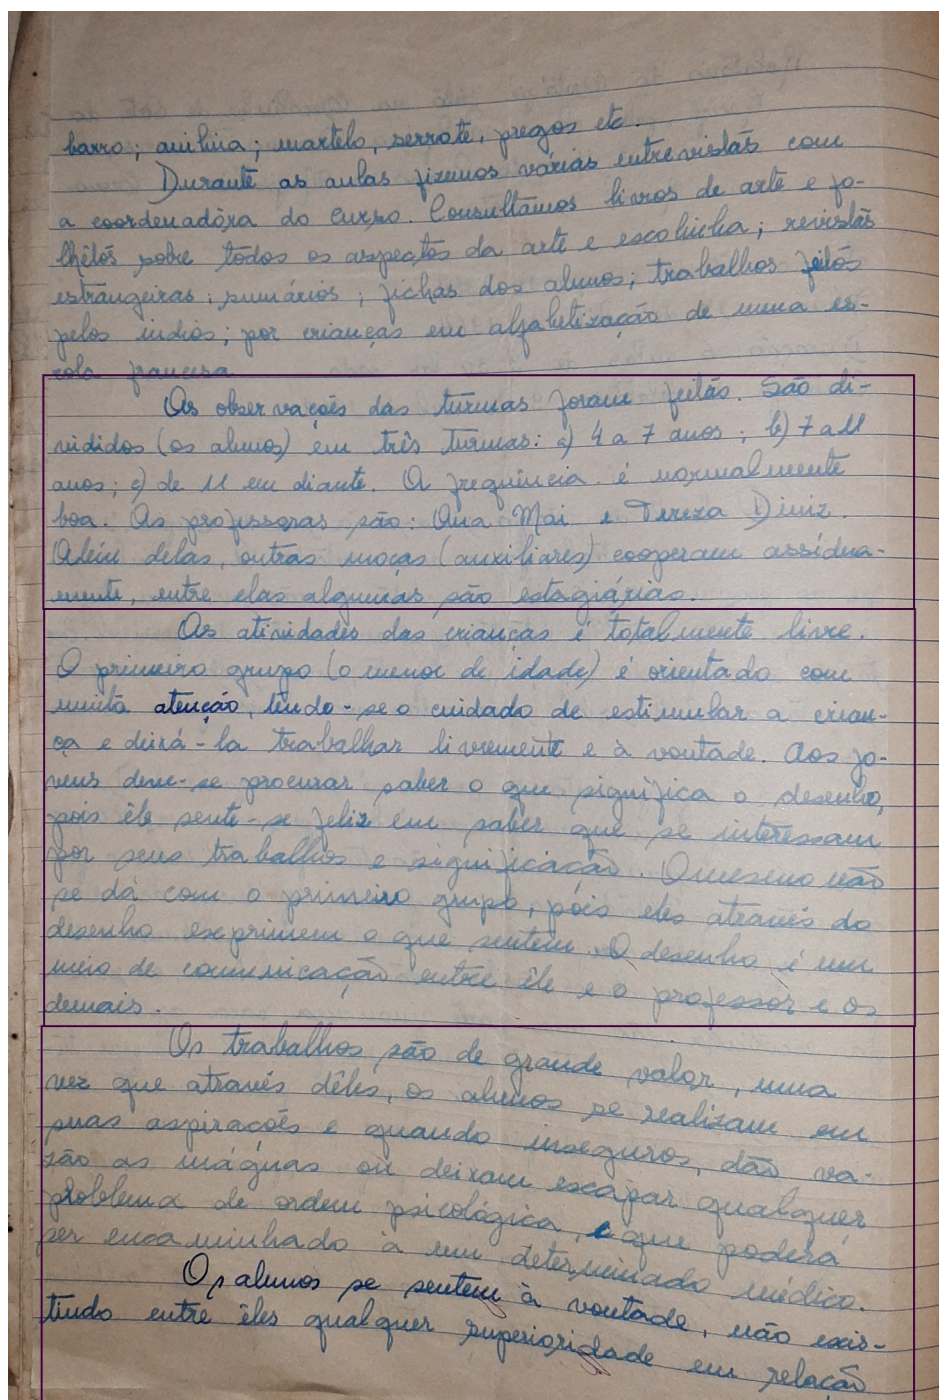 barro; anilina; martelo, serrote, pregos etc.
Durante as aulas fizemos várias entrevistas com
a coordenadôra do Curso. Consultamos livros de arte e fo-
lhêtos sobre todos os aspectos da arte e escolinha; revistas
estrangeiras; sumários; fichas dos alunos; trabalhos feitos
pelos índios; por crianças em alfabetização de uma es-
cola francesa.
As observações das turmas foram feitas. São di-
vididos (os alunos) em três turmas: a) 4 a 7 anos; b) 7 a 11
anos; c) de 11 em diante. A frequência é normalmente
boa. As professoras são: Ana Mai e Tereza Diniz.
Além delas, outras moças (auxiliares) cooperam assídua-
mente, entre elas algumas são estagiárias.
As atividades das crianças é totalmente livre.
O primeiro grupo (o menor de idade) é orientado com
muita atenção, tendo-se o cuidado de estimular a crian-
ça e deixá-la trabalhar livremente e à vontade. Aos jo-
vens deve-se procurar saber o que significa o desenho,
pois êle sente-se feliz em saber que se interessam
por seus trabalhos e significação. O mesmo não
se dá com o primeiro grupo, pois eles através do
desenho exprimem o que sentem. O desenho é um
meio de comunicação entre êle e o professor e os
demais.
Os trabalhos são de grande valor, uma
vez que através dêles, os alunos se realizam em
suas aspirações e quando inseguros, dão va-
zão as máguas ou deixam escapar qualquer
problema de ordem psicológica, e que poderá
ser encaminhado à um determinado médico.
Os alunos se sentem à vontade, não exis-
tindo entre êles qualquer superioridade em relação